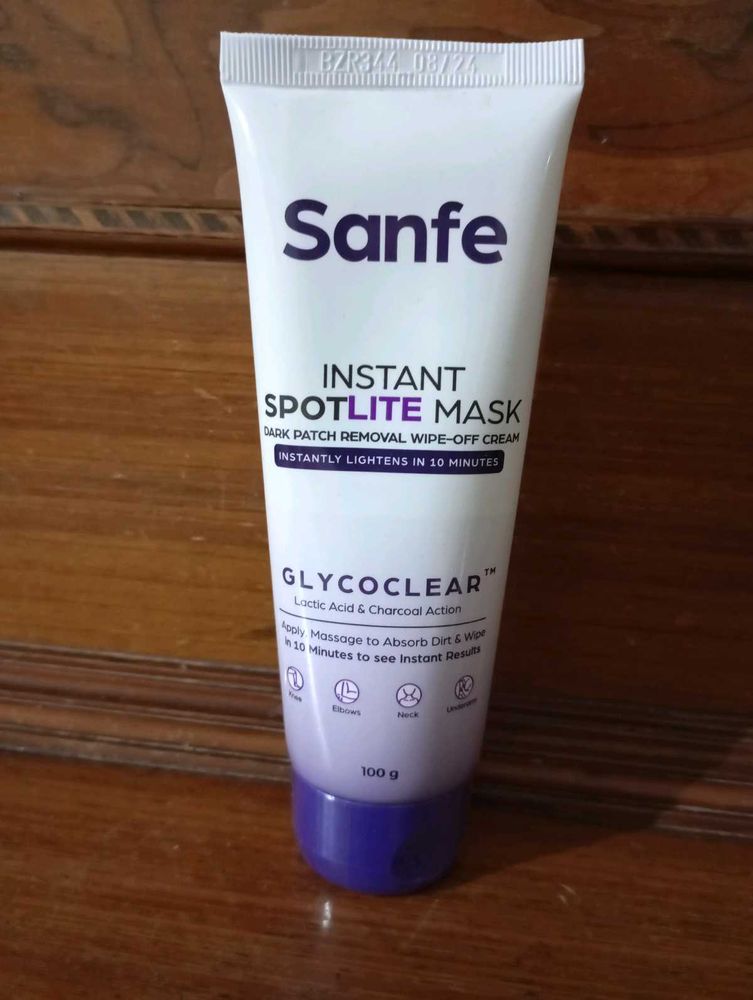 BZR344 08/24
Sanfe
INSTANT
SPOTLITE MASK
DARK PATCH REMOVAL WIPE-OFF CREAM
INSTANTLY LIGHTENS IN 10 MINUTES
GLYCOCLEAR™
Lactic Acid & Charcoal Action
Apply, Massage to Absorb Dirt & Wipe
in 10 Minutes to see Instant Results
Knee Elbows Neck Underarm
100 g